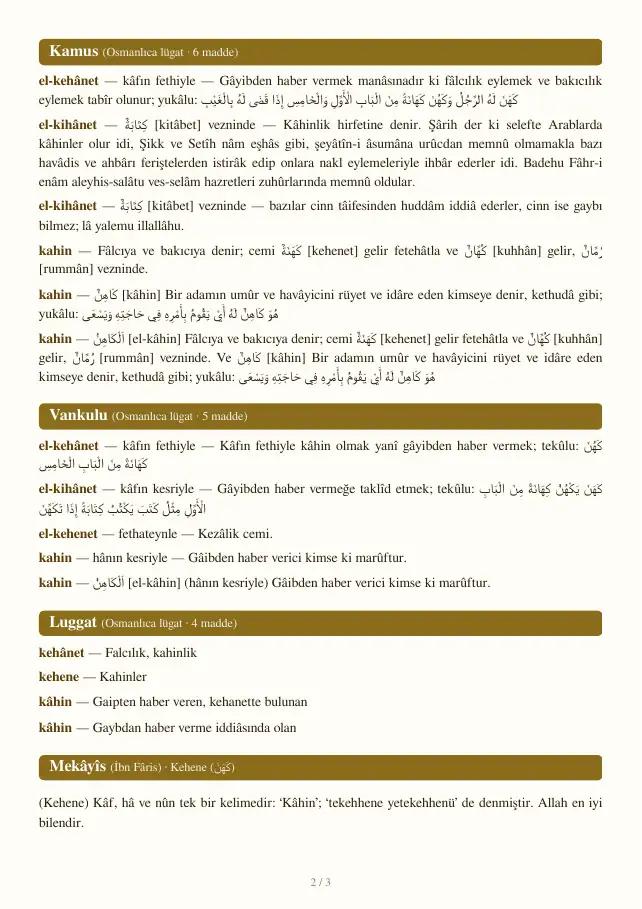 Kamus (Osmanlıca lügat · 6 madde)
el-kehânet — kâfın fethiyle — Gâyibden haber vermek manâsınadır ki fâlcılık eylemek ve bakıcılık
eylemek tabîr olunur; yukâlu: كَهَنَ لَهُ الرَّجُلُ وَكَهُنَ كَهَانَةً مِنَ الْبَابِ الْأَوَّلِ وَالْخَامِسِ إِذَا قَضَى لَهُ بِالْغَيْبِ
el-kihânet — كِتَابَةٌ [kitâbet] vezninde — Kâhinlik hirfetine denir. Şârih der ki selefte Arablarda
kâhinler olur idi, Şikk ve Setîh nâm eşhâs gibi, şeyâtîn-i âsumâna urûcdan memnû olmamakla bazı
havâdis ve ahbârı feriştelerden istirâk edip onlara nakl eylemeleriyle ihbâr ederler idi. Badehu Fâhr-i
enâm aleyhis-salâtu ves-selâm hazretleri zuhûrlarında memnû oldular.
el-kihânet — كِتَابَةٌ [kitâbet] vezninde — bazılar cinn tâifesinden huddâm iddiâ ederler, cinn ise gaybı
bilmez; lâ yalemu illallâhu.
kahin — Fâlcıya ve bakıcıya denir; cemi كَهَنَةٌ [kehenet] gelir fetehâtla ve كُهَّانٌ [kuhhân] gelir, رُمَّانٌ
[rummân] vezninde.
kahin — كَاهِنٌ [kâhin] Bir adamın umûr ve havâyicini rüyet ve idâre eden kimseye denir, kethudâ gibi;
yukâlu: هُوَ كَاهِنٌ لَهُ أَيْ يَقُومُ بِأَمْرِهِ فِي حَاجَتِهِ وَيَسْعَى
kahin — اَلْكَاهِنُ [el-kâhin] Fâlcıya ve bakıcıya denir; cemi كَهَنَةٌ [kehenet] gelir fetehâtla ve كُهَّانٌ [kuhhân]
gelir, رُمَّانٌ [rummân] vezninde. Ve كَاهِنٌ [kâhin] Bir adamın umûr ve havâyicini rüyet ve idâre eden
kimseye denir, kethudâ gibi; yukâlu: هُوَ كَاهِنٌ لَهُ أَيْ يَقُومُ بِأَمْرِهِ فِي حَاجَتِهِ وَيَسْعَى
Vankulu (Osmanlıca lügat · 5 madde)
el-kehânet — kâfın fethiyle — Kâfın fethiyle kâhin olmak yanî gâyibden haber vermek; tekûlu: كَهُنَ
كَهَانَةً مِنَ الْبَابِ الْخَامِسِ
el-kihânet — kâfın kesriyle — Gâyibden haber vermeğe taklîd etmek; tekûlu: كَهَنَ يَكْهُنُ كِهَانَةً مِنَ الْبَابِ
الْأَوَّلِ مِثْلُ كَتَبَ يَكْتُبُ كِتَابَةً إِذَا تَكَهَّنَ
el-kehenet — fethateynle — Kezâlik cemi.
kahin — hânın kesriyle — Gâibden haber verici kimse ki marûftur.
kahin — اَلْكَاهِنُ [el-kâhin] (hânın kesriyle) Gâibden haber verici kimse ki marûftur.
Luggat (Osmanlıca lügat · 4 madde)
kehânet — Falcılık, kahinlik
kehene — Kahinler
kâhin — Gaipten haber veren, kehanette bulunan
kâhin — Gaybdan haber verme iddiâsında olan
Mekâyîs (İbn Fâris) · Kehene (كَهَنَ)
(Kehene) Kâf, hâ ve nûn tek bir kelimedir: ‘Kâhin’; ‘tekehhene yetekehhenü’ de denmiştir. Allah en iyi
bilendir.
2 / 3